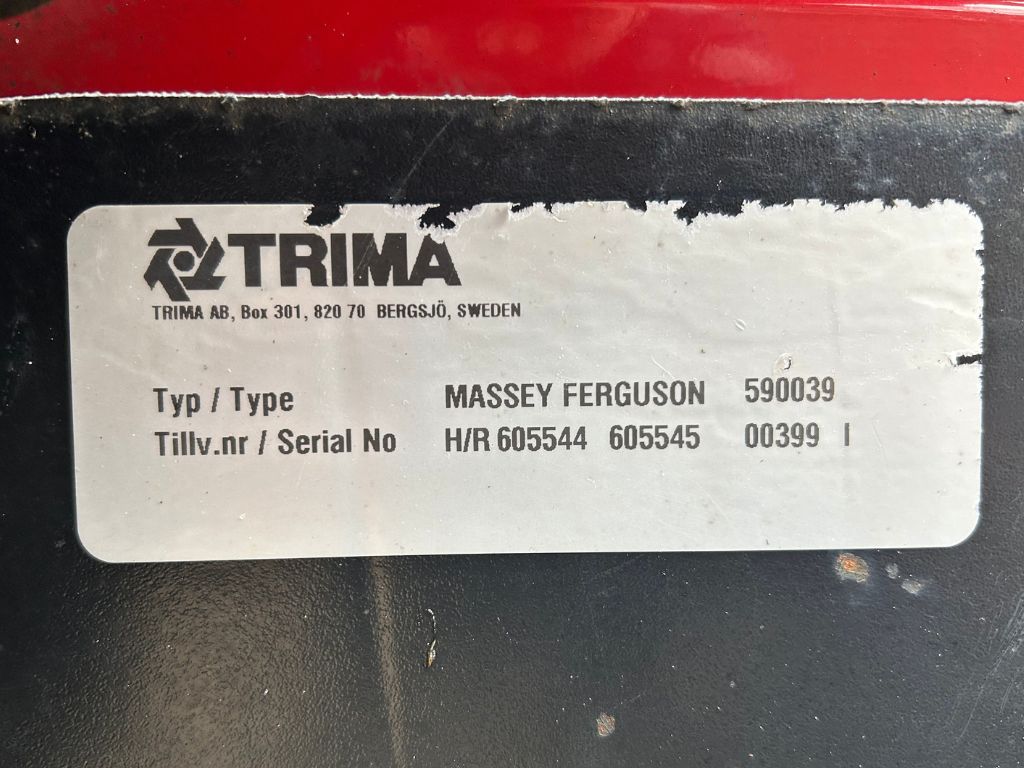 TRIMA
TRIMA AB, Box 301, 820 70 BERGSJÖ, SWEDEN
Typ / Type MASSEY FERGUSON 590039
Tillv.nr / Serial No H/R 605544 605545 00399 I